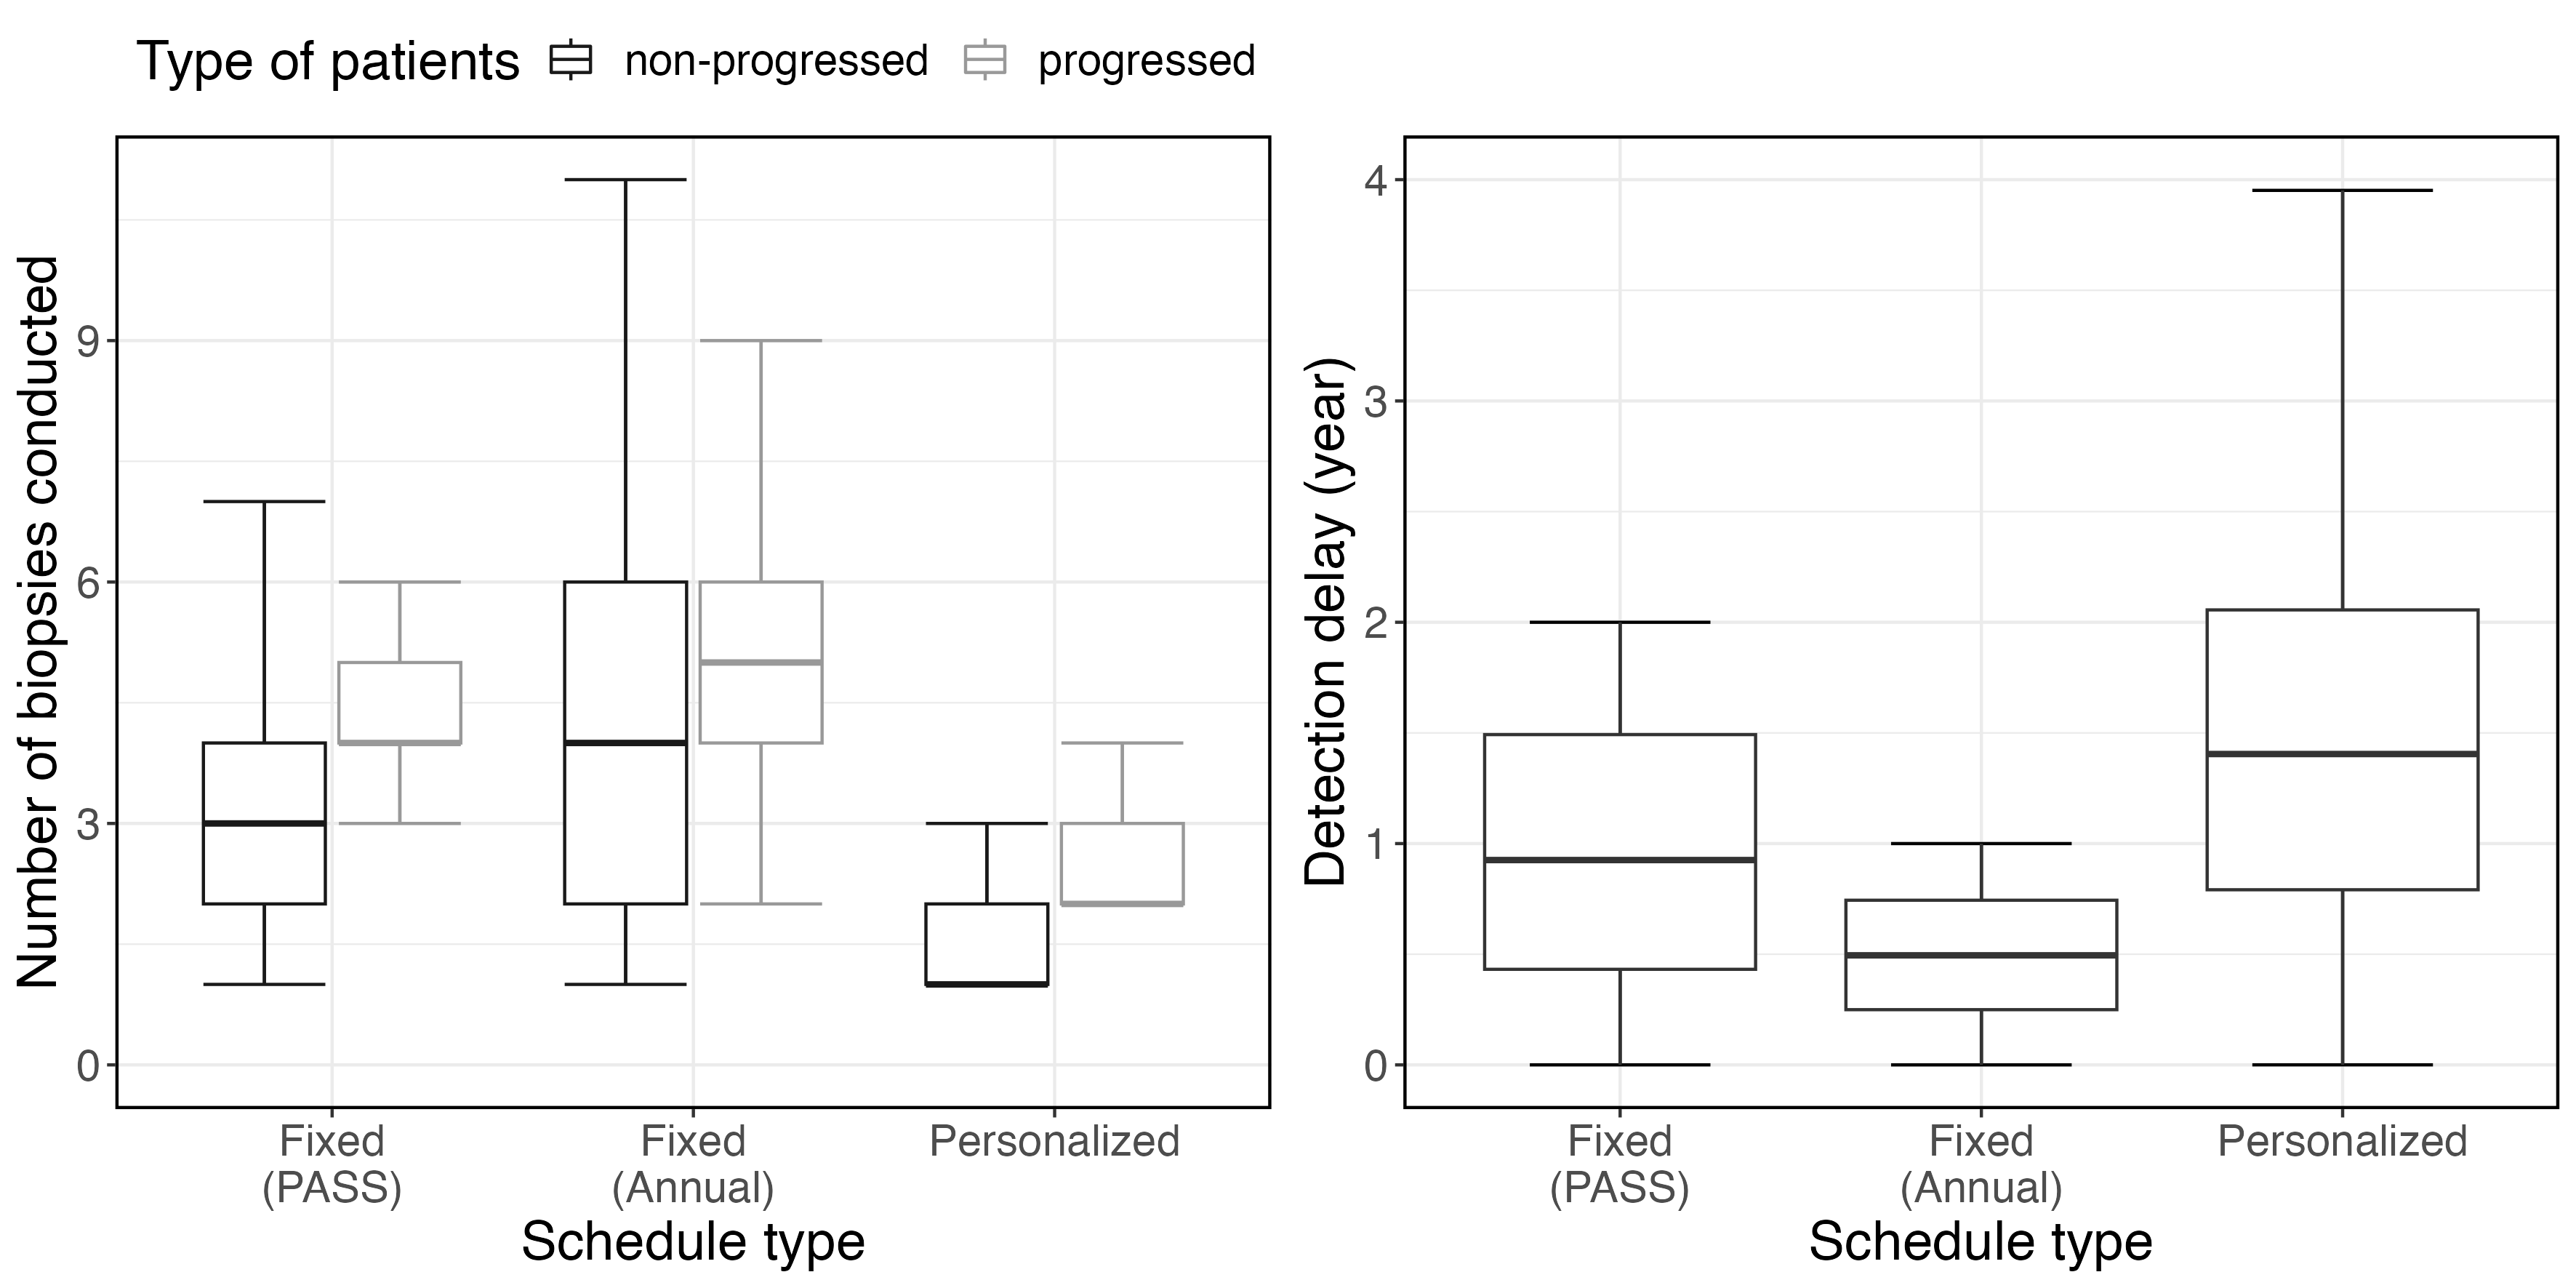 Type of patients non-progressed progressed
Number of biopsies conducted
9
6
3
0
Fixed
(PASS)
Fixed
(Annual)
Personalized
Schedule type
Detection delay (year)
4
3
2
1
0
Fixed
(PASS)
Fixed
(Annual)
Personalized
Schedule type